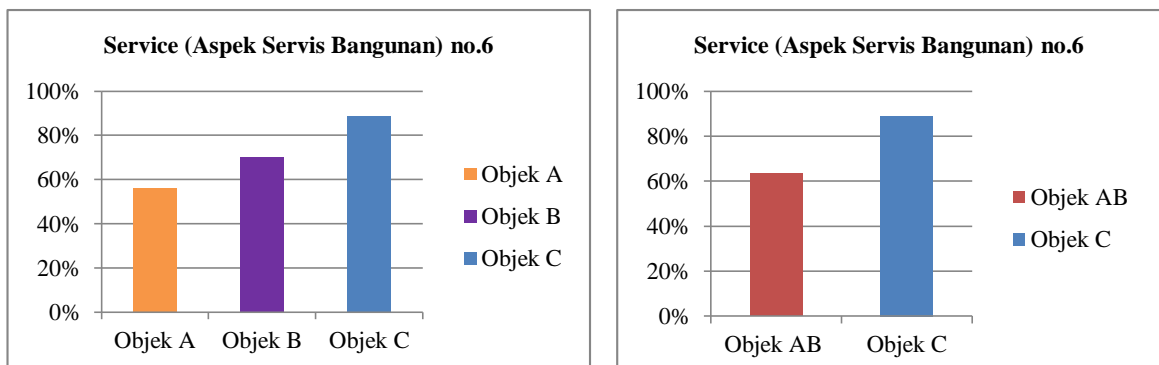 Service (Aspek Servis Bangunan) no.6
100%
80%
60%
40%
20%
0%
Objek A
Objek B
Objek C
Objek A
Objek B
Objek C
Service (Aspek Servis Bangunan) no.6
100%
80%
60%
40%
20%
0%
Objek AB
Objek C
Objek AB
Objek C